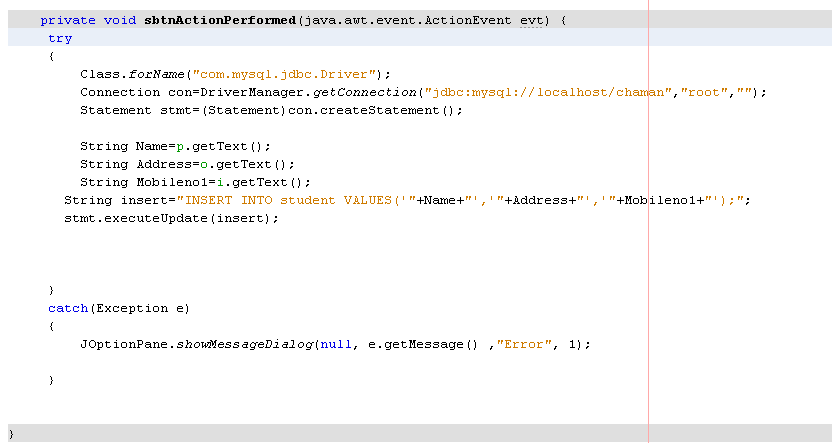 private void sbtnActionPerformed(java.awt.event.ActionEvent evt) {
try
{
Class.forName("com.mysql.jdbc.Driver");
Connection con=DriverManager.getConnection("jdbc:mysql://localhost/chaman","root","");
Statement stmt=(Statement)con.createStatement();
String Name=p.getText();
String Address=o.getText();
String Mobileno1=i.getText();
String insert="INSERT INTO student VALUES('"+Name+"','"+Address+"','"+Mobileno1+"');";
stmt.executeUpdate(insert);
}
catch(Exception e)
{
JOptionPane.showMessageDialog(null, e.getMessage() ,"Error", 1);
}
}